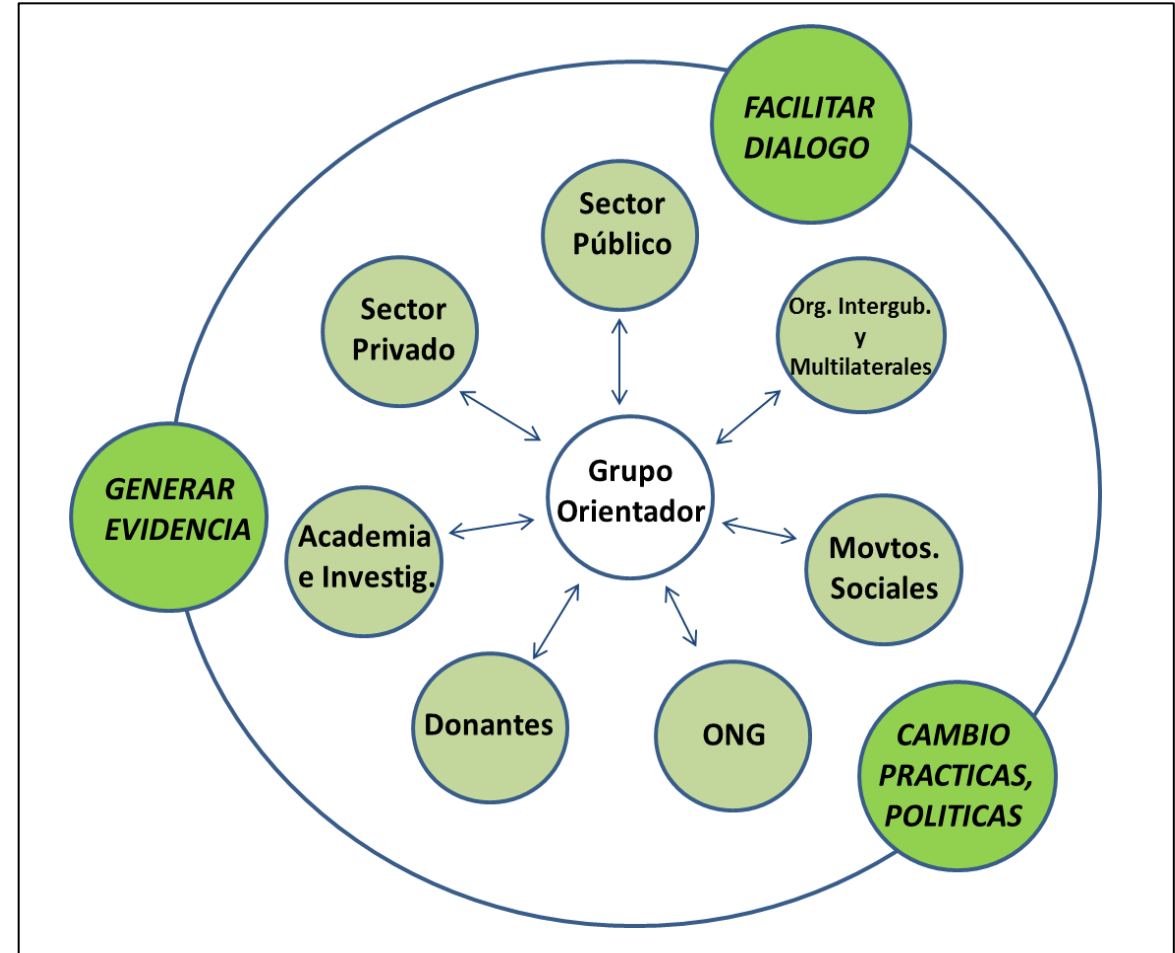 FACILITAR
DIALOGO
Sector
Público
Sector
Privado
Org. Intergub.
y
Multilaterales
Grupo
Orientador
GENERAR
EVIDENCIA
Academia
e Investig.
Movtos.
Sociales
Donantes
ONG
CAMBIO
PRACTICAS,
POLITICAS